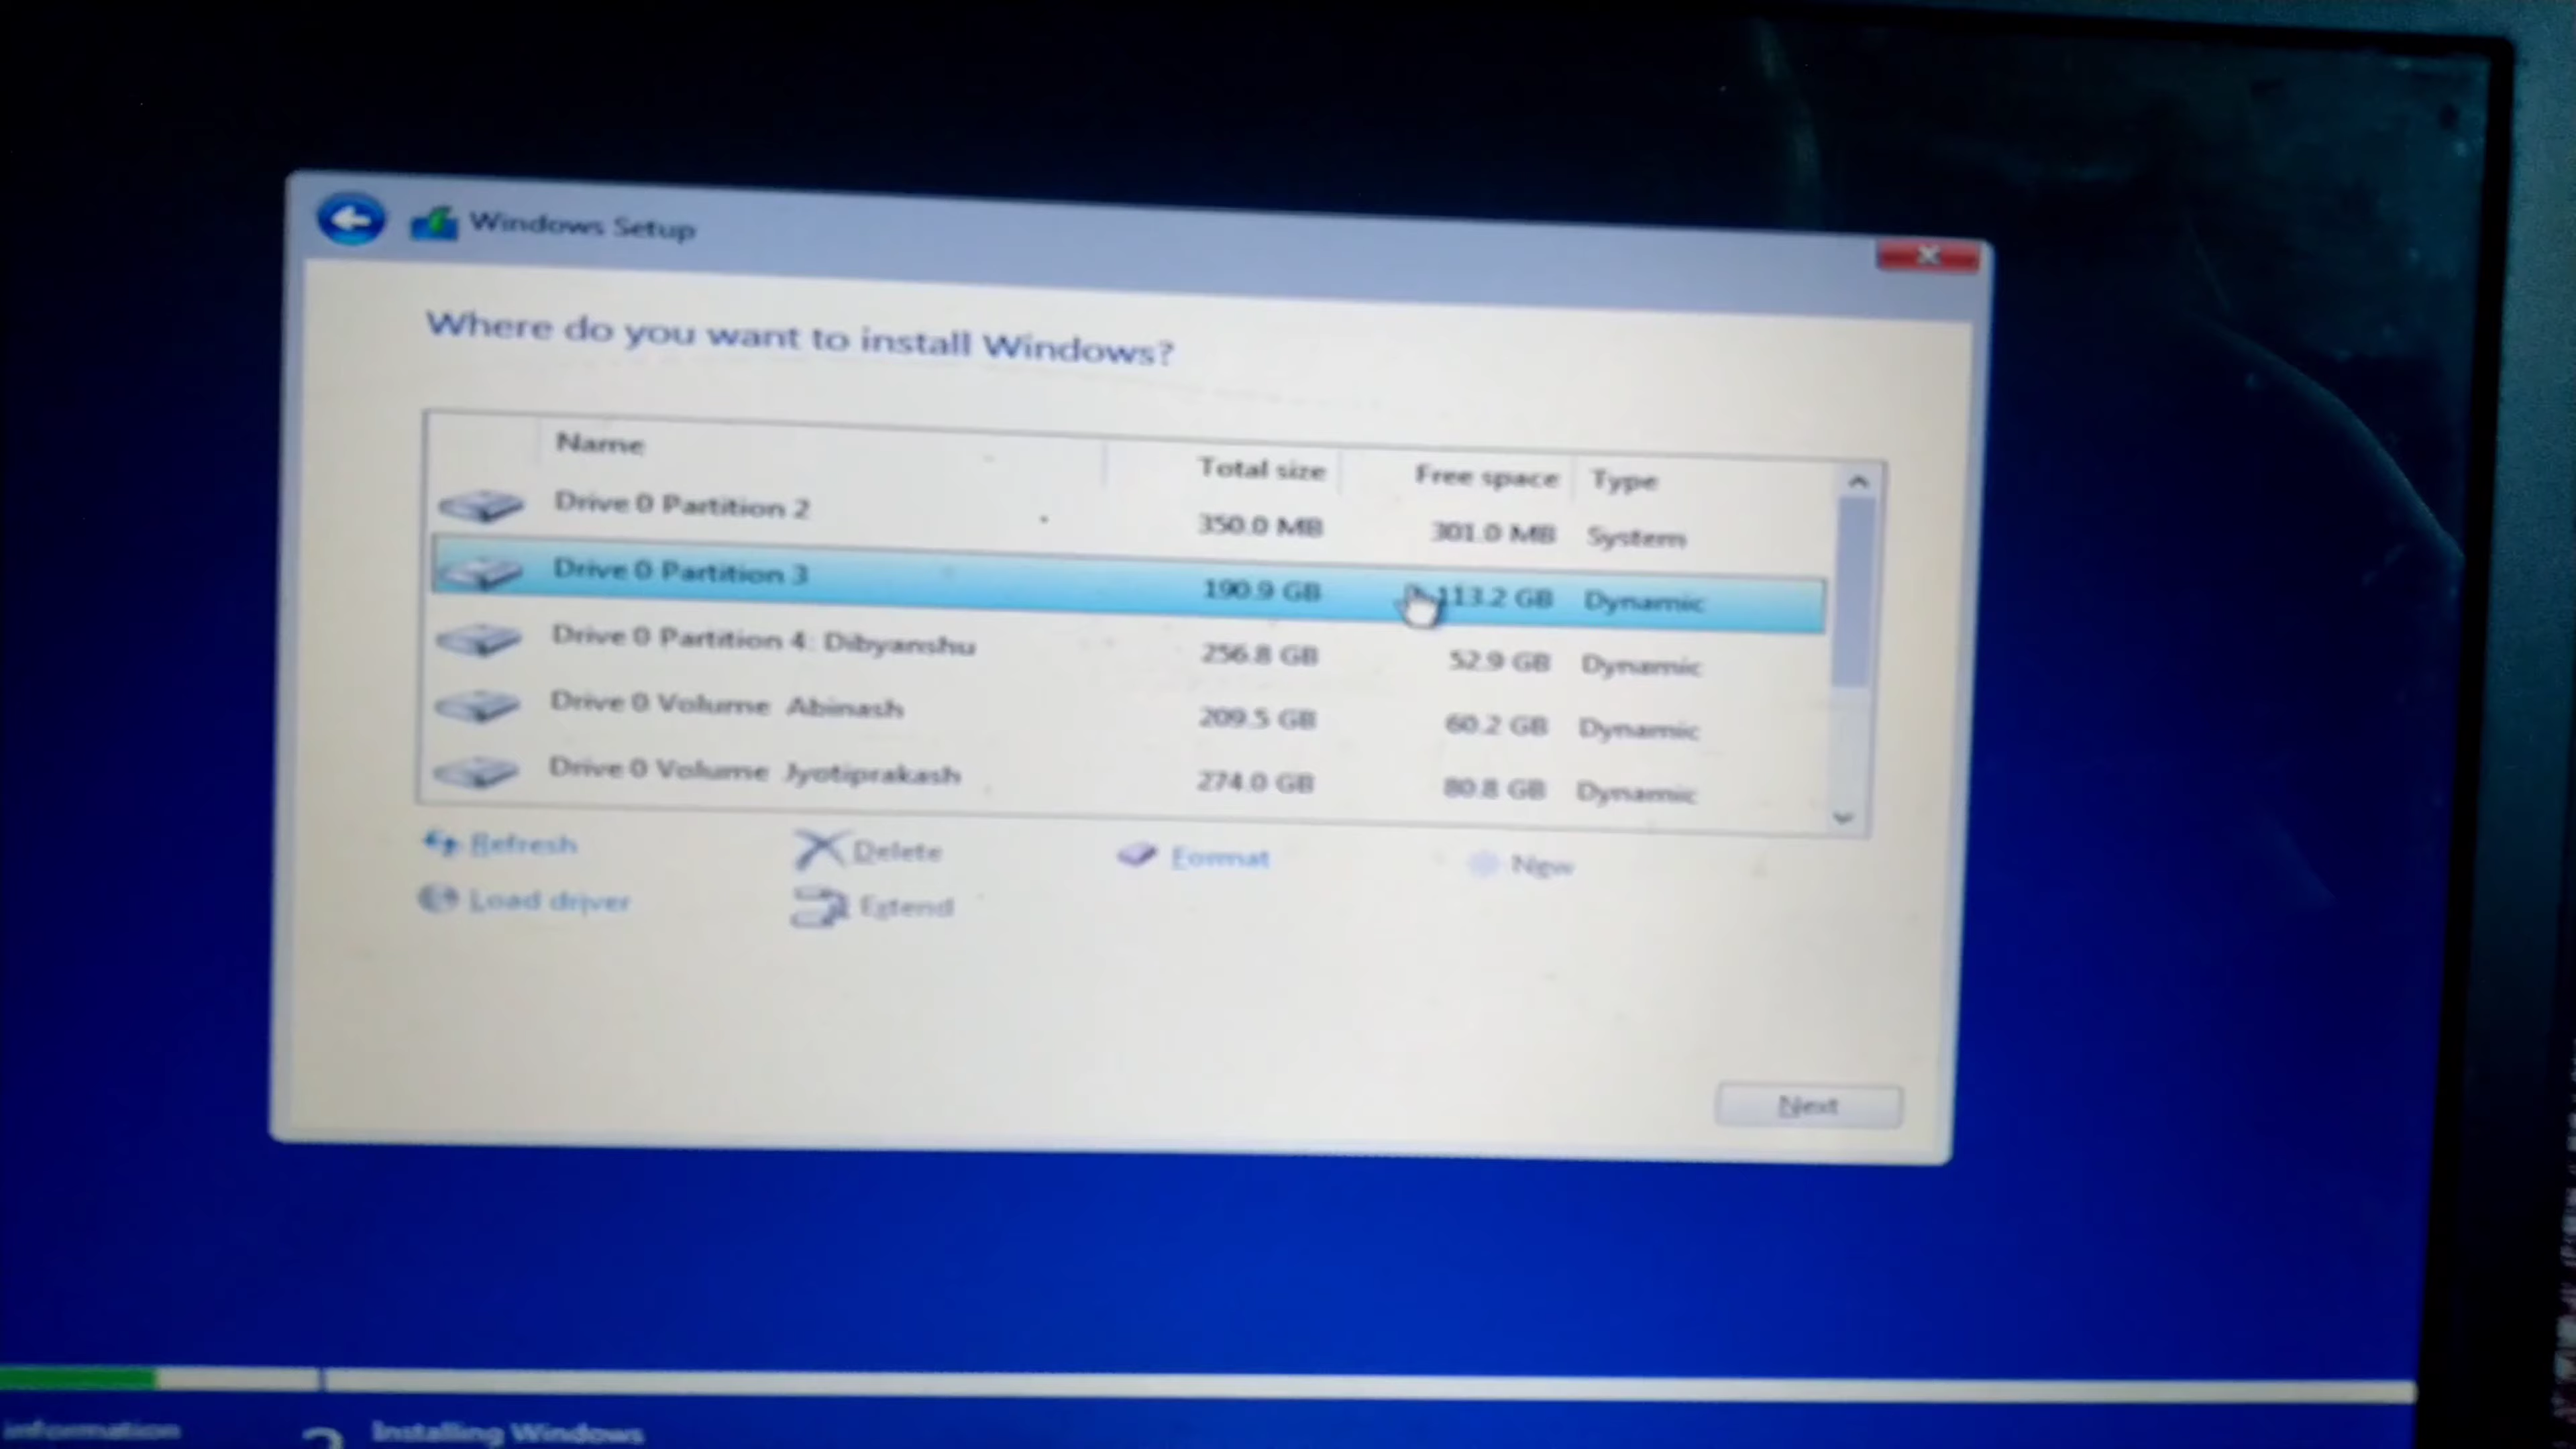 Windows Setup
Where do you want to install Windows?
Name Total size Free space Type
Drive 0 Partition 2 350.0 MB 301.0 MB System
Drive 0 Partition 3 190.9 GB 113.2 GB Dynamic
Drive 0 Partition 4: Dibyanshu 256.8 GB 52.9 GB Dynamic
Drive 0 Volume Abinash 209.5 GB 60.2 GB Dynamic
Drive 0 Volume Jyotiprakash 274.0 GB 80.8 GB Dynamic
Refresh Delete Format New
Load driver Extend
Next
information 2 Installing Windows